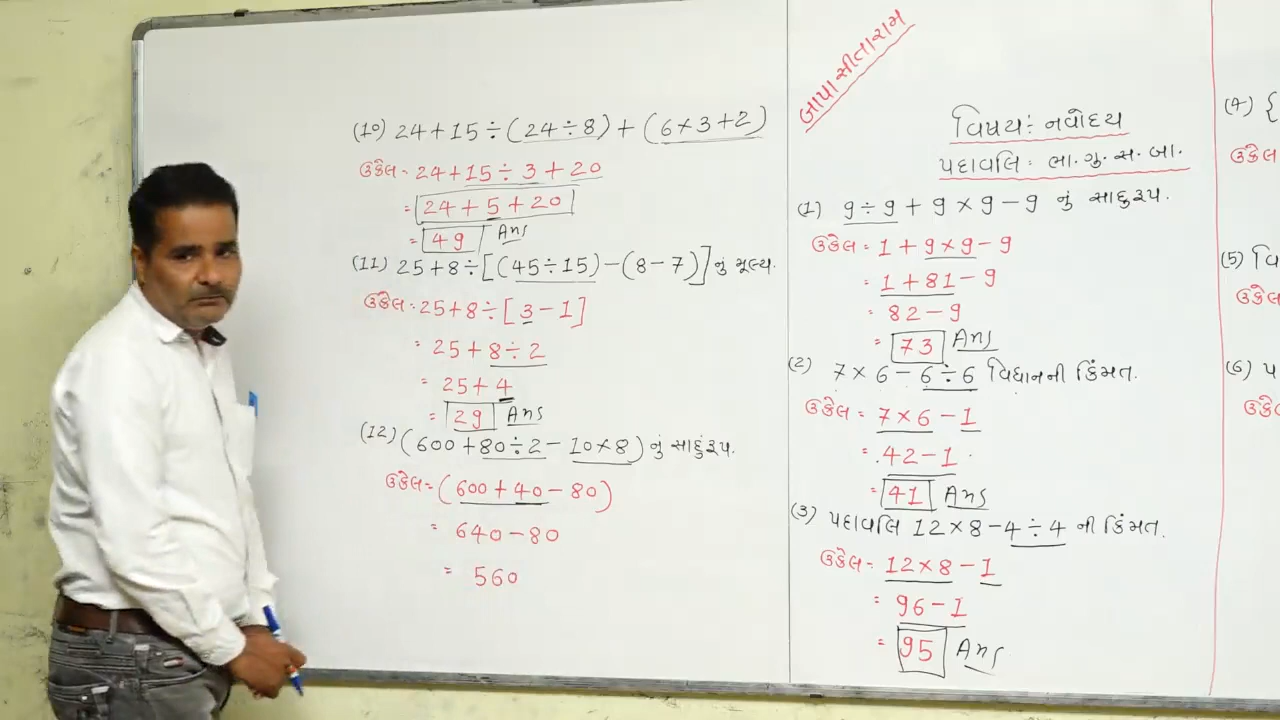 (10) 24+15÷(24÷8)+(6×3+2)
ઉકેલ= 24+15÷3+20
= 24+5+20
= 49 Ans
(11) 25+8÷[(45÷15)-(8-7)] નું મૂલ્ય.
ઉકેલ= 25+8÷[3-1]
= 25+8÷2
= 25+4
= 29 Ans
(12) (600+80÷2-10×8) નું સાદુંરૂપ.
ઉકેલ= (600+40-80)
= 640-80
= 560
બાપા સીતારામ
વિષય: નવોદય
પદાવલિ: ભા.ગુ.સ.બા.
(1) 9÷9+9×9-9 નું સાદુરૂપ.
ઉકેલ= 1+9×9-9
= 1+81-9
= 82-9
= 73 Ans
(2) 7×6-6÷6 વિધાનની કિંમત.
ઉકેલ= 7×6-1
= 42-1
= 41 Ans
(3) પદાવલિ 12×8-4÷4 ની કિંમત.
ઉકેલ= 12×8-1
= 96-1
= 95 Ans
(4) {
(5) વિ
(6) પ